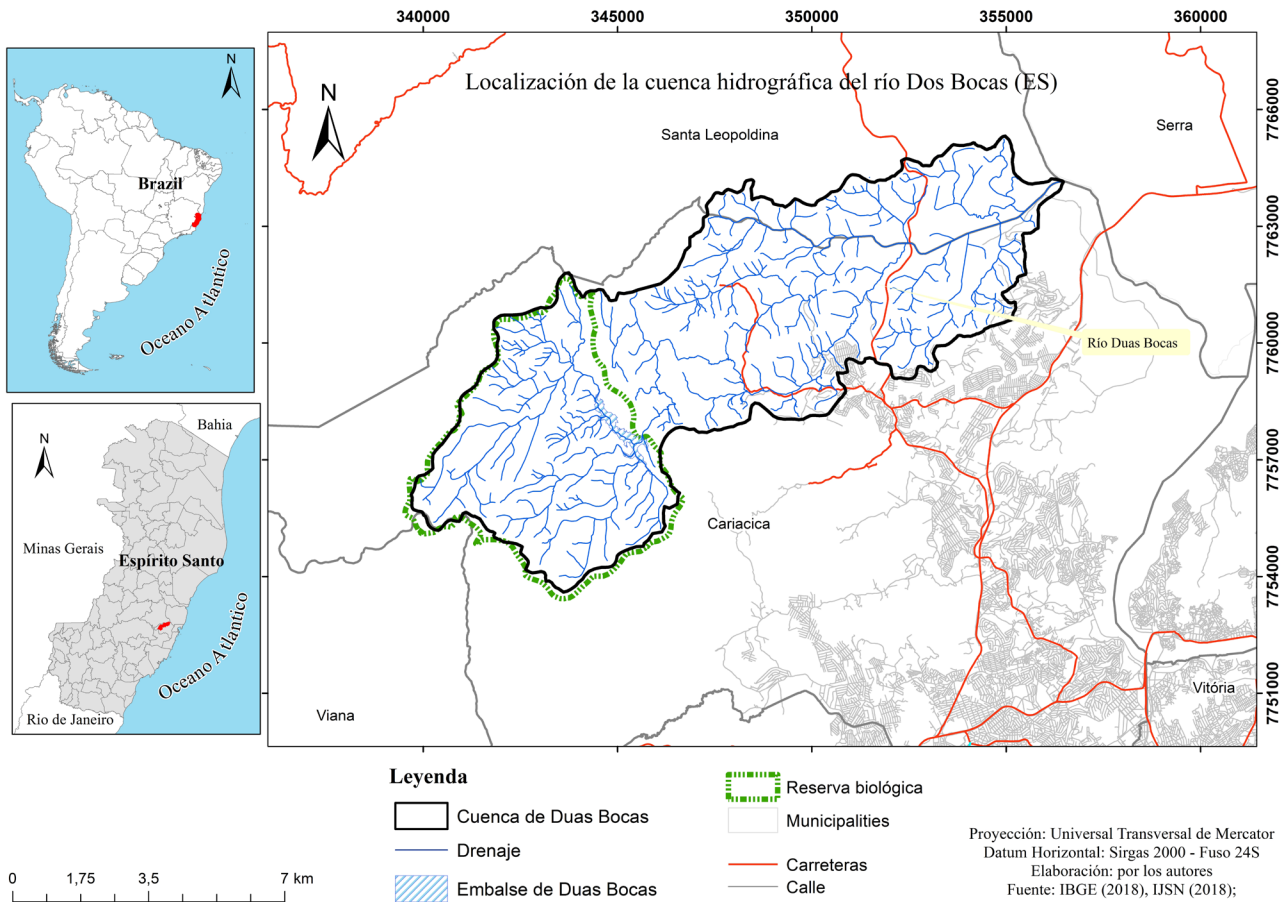 340000
345000
350000
355000
360000
Localización de la cuenca hidrográfica del río Dos Bocas (ES)
N
Santa Leopoldina
Serra
7766000
7763000
7760000
7757000
7754000
7751000
Río Duas Bocas
Cariacica
Viana
Vitória
N
Brazil
Oceano Atlantico
N
Bahia
Minas Gerais
Espírito Santo
Oceano Atlantico
Rio de Janeiro
Leyenda
Cuenca de Duas Bocas
Drenaje
Embalse de Duas Bocas
Reserva biológica
Municipalities
Carreteras
Calle
0 1,75 3,5 7 km
Proyección: Universal Transversal de Mercator
Datum Horizontal: Sirgas 2000 - Fuso 24S
Elaboración: por los autores
Fuente: IBGE (2018), IJSN (2018);